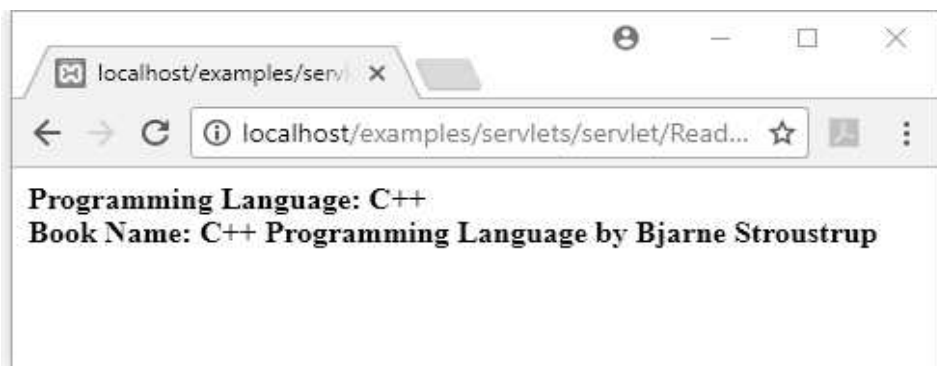 localhost/examples/serv
localhost/examples/servlets/servlet/Read...
Programming Language: C++
Book Name: C++ Programming Language by Bjarne Stroustrup